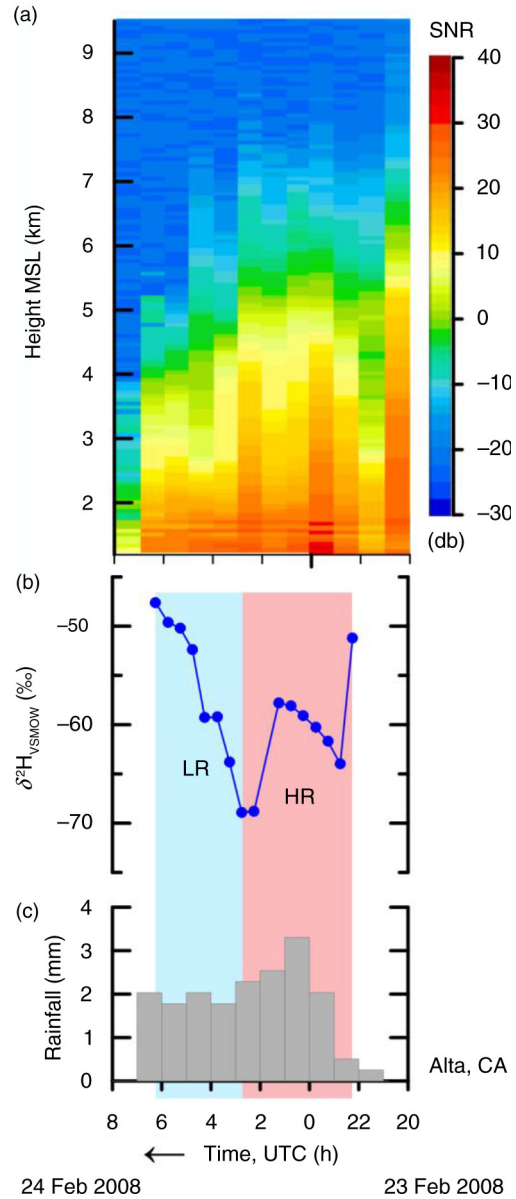 (a)
SNR
Height MSL (km)
9
8
7
6
5
4
3
2
40
30
20
10
0
–10
–20
–30
(db)
(b)
δ²H_VSMOW (‰)
–50
–60
–70
LR
HR
(c)
Rainfall (mm)
4
3
2
1
0
Alta, CA
8 6 4 2 0 22 20
← Time, UTC (h)
24 Feb 2008 23 Feb 2008